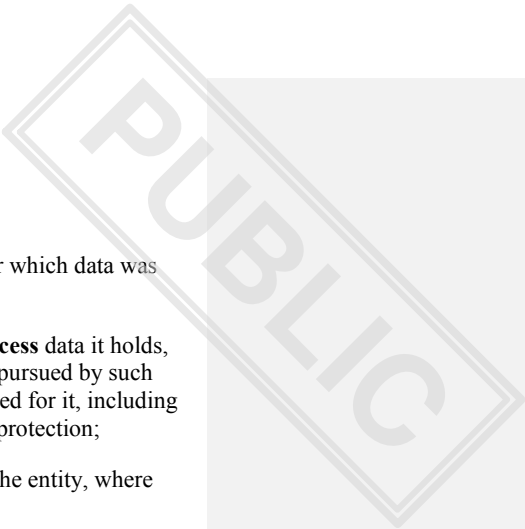 r which data was
cess data it holds,
pursued by such
ed for it, including
protection;
he entity, where
PUBLIC